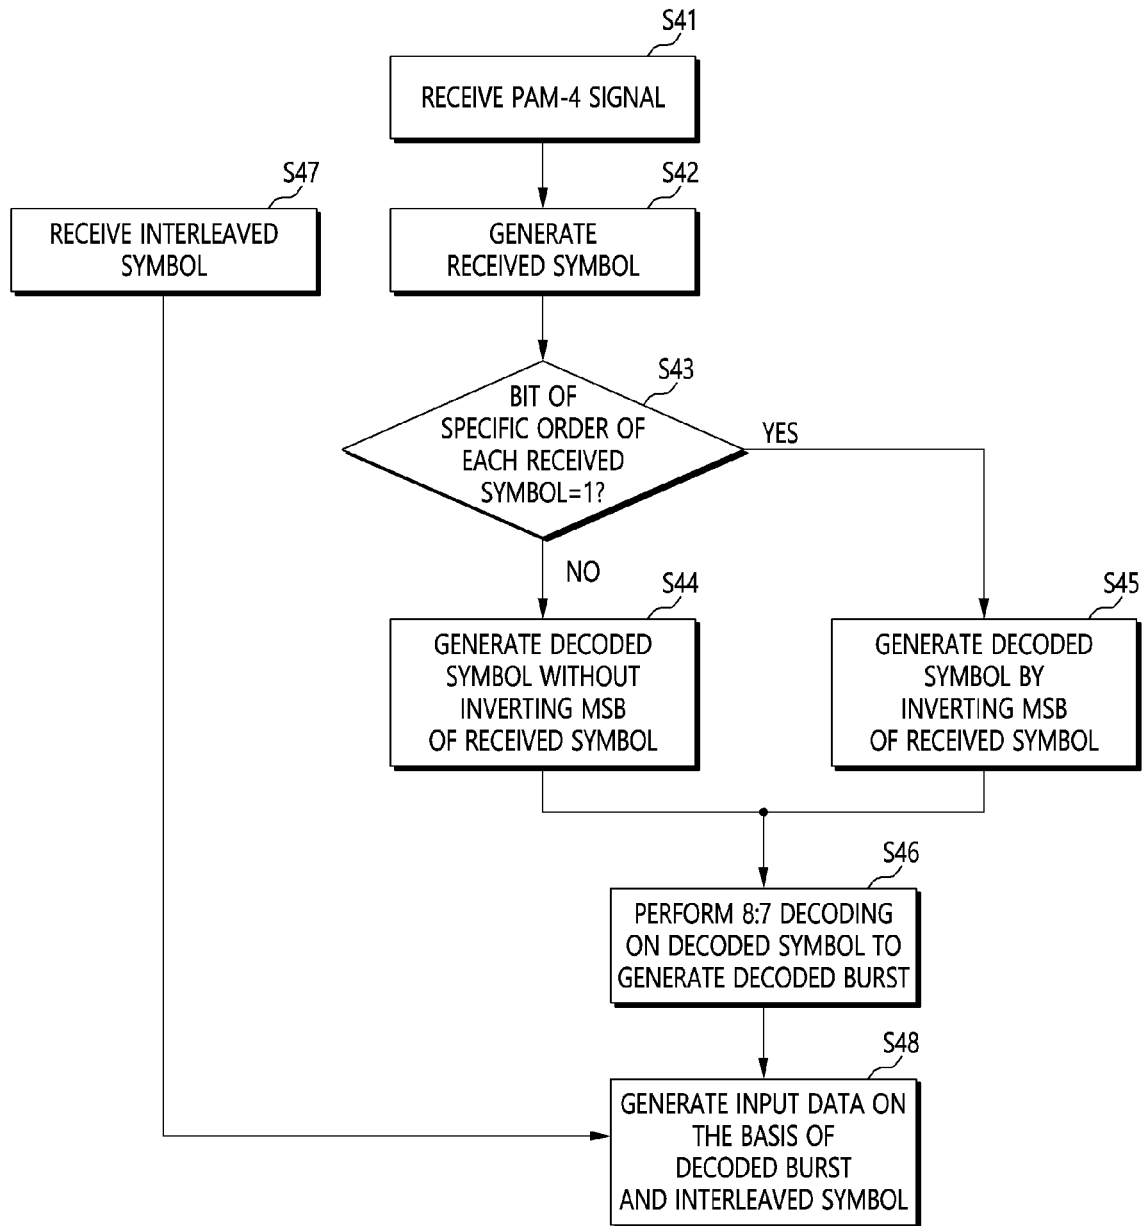 S41
RECEIVE PAM-4 SIGNAL
S47
RECEIVE INTERLEAVED
SYMBOL
S42
GENERATE
RECEIVED SYMBOL
S43
BIT OF
SPECIFIC ORDER OF
EACH RECEIVED
SYMBOL=1?
YES
NO
S44
GENERATE DECODED
SYMBOL WITHOUT
INVERTING MSB
OF RECEIVED SYMBOL
S45
GENERATE DECODED
SYMBOL BY
INVERTING MSB
OF RECEIVED SYMBOL
S46
PERFORM 8:7 DECODING
ON DECODED SYMBOL TO
GENERATE DECODED BURST
S48
GENERATE INPUT DATA ON
THE BASIS OF
DECODED BURST
AND INTERLEAVED SYMBOL